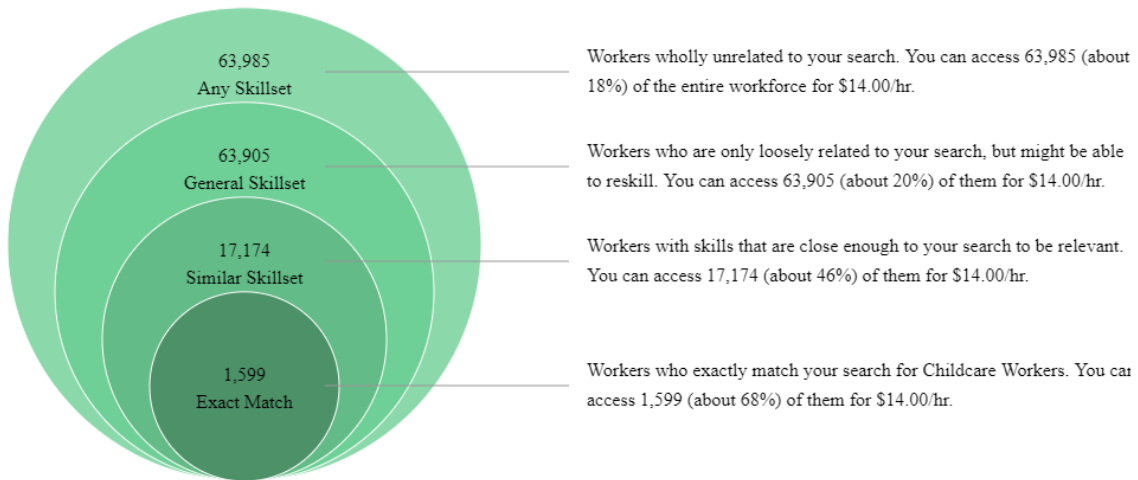 63,985
Any Skillset
Workers wholly unrelated to your search. You can access 63,985 (about
18%) of the entire workforce for $14.00/hr.
63,905
General Skillset
Workers who are only loosely related to your search, but might be able
to reskill. You can access 63,905 (about 20%) of them for $14.00/hr.
17,174
Similar Skillset
Workers with skills that are close enough to your search to be relevant.
You can access 17,174 (about 46%) of them for $14.00/hr.
1,599
Exact Match
Workers who exactly match your search for Childcare Workers. You can
access 1,599 (about 68%) of them for $14.00/hr.